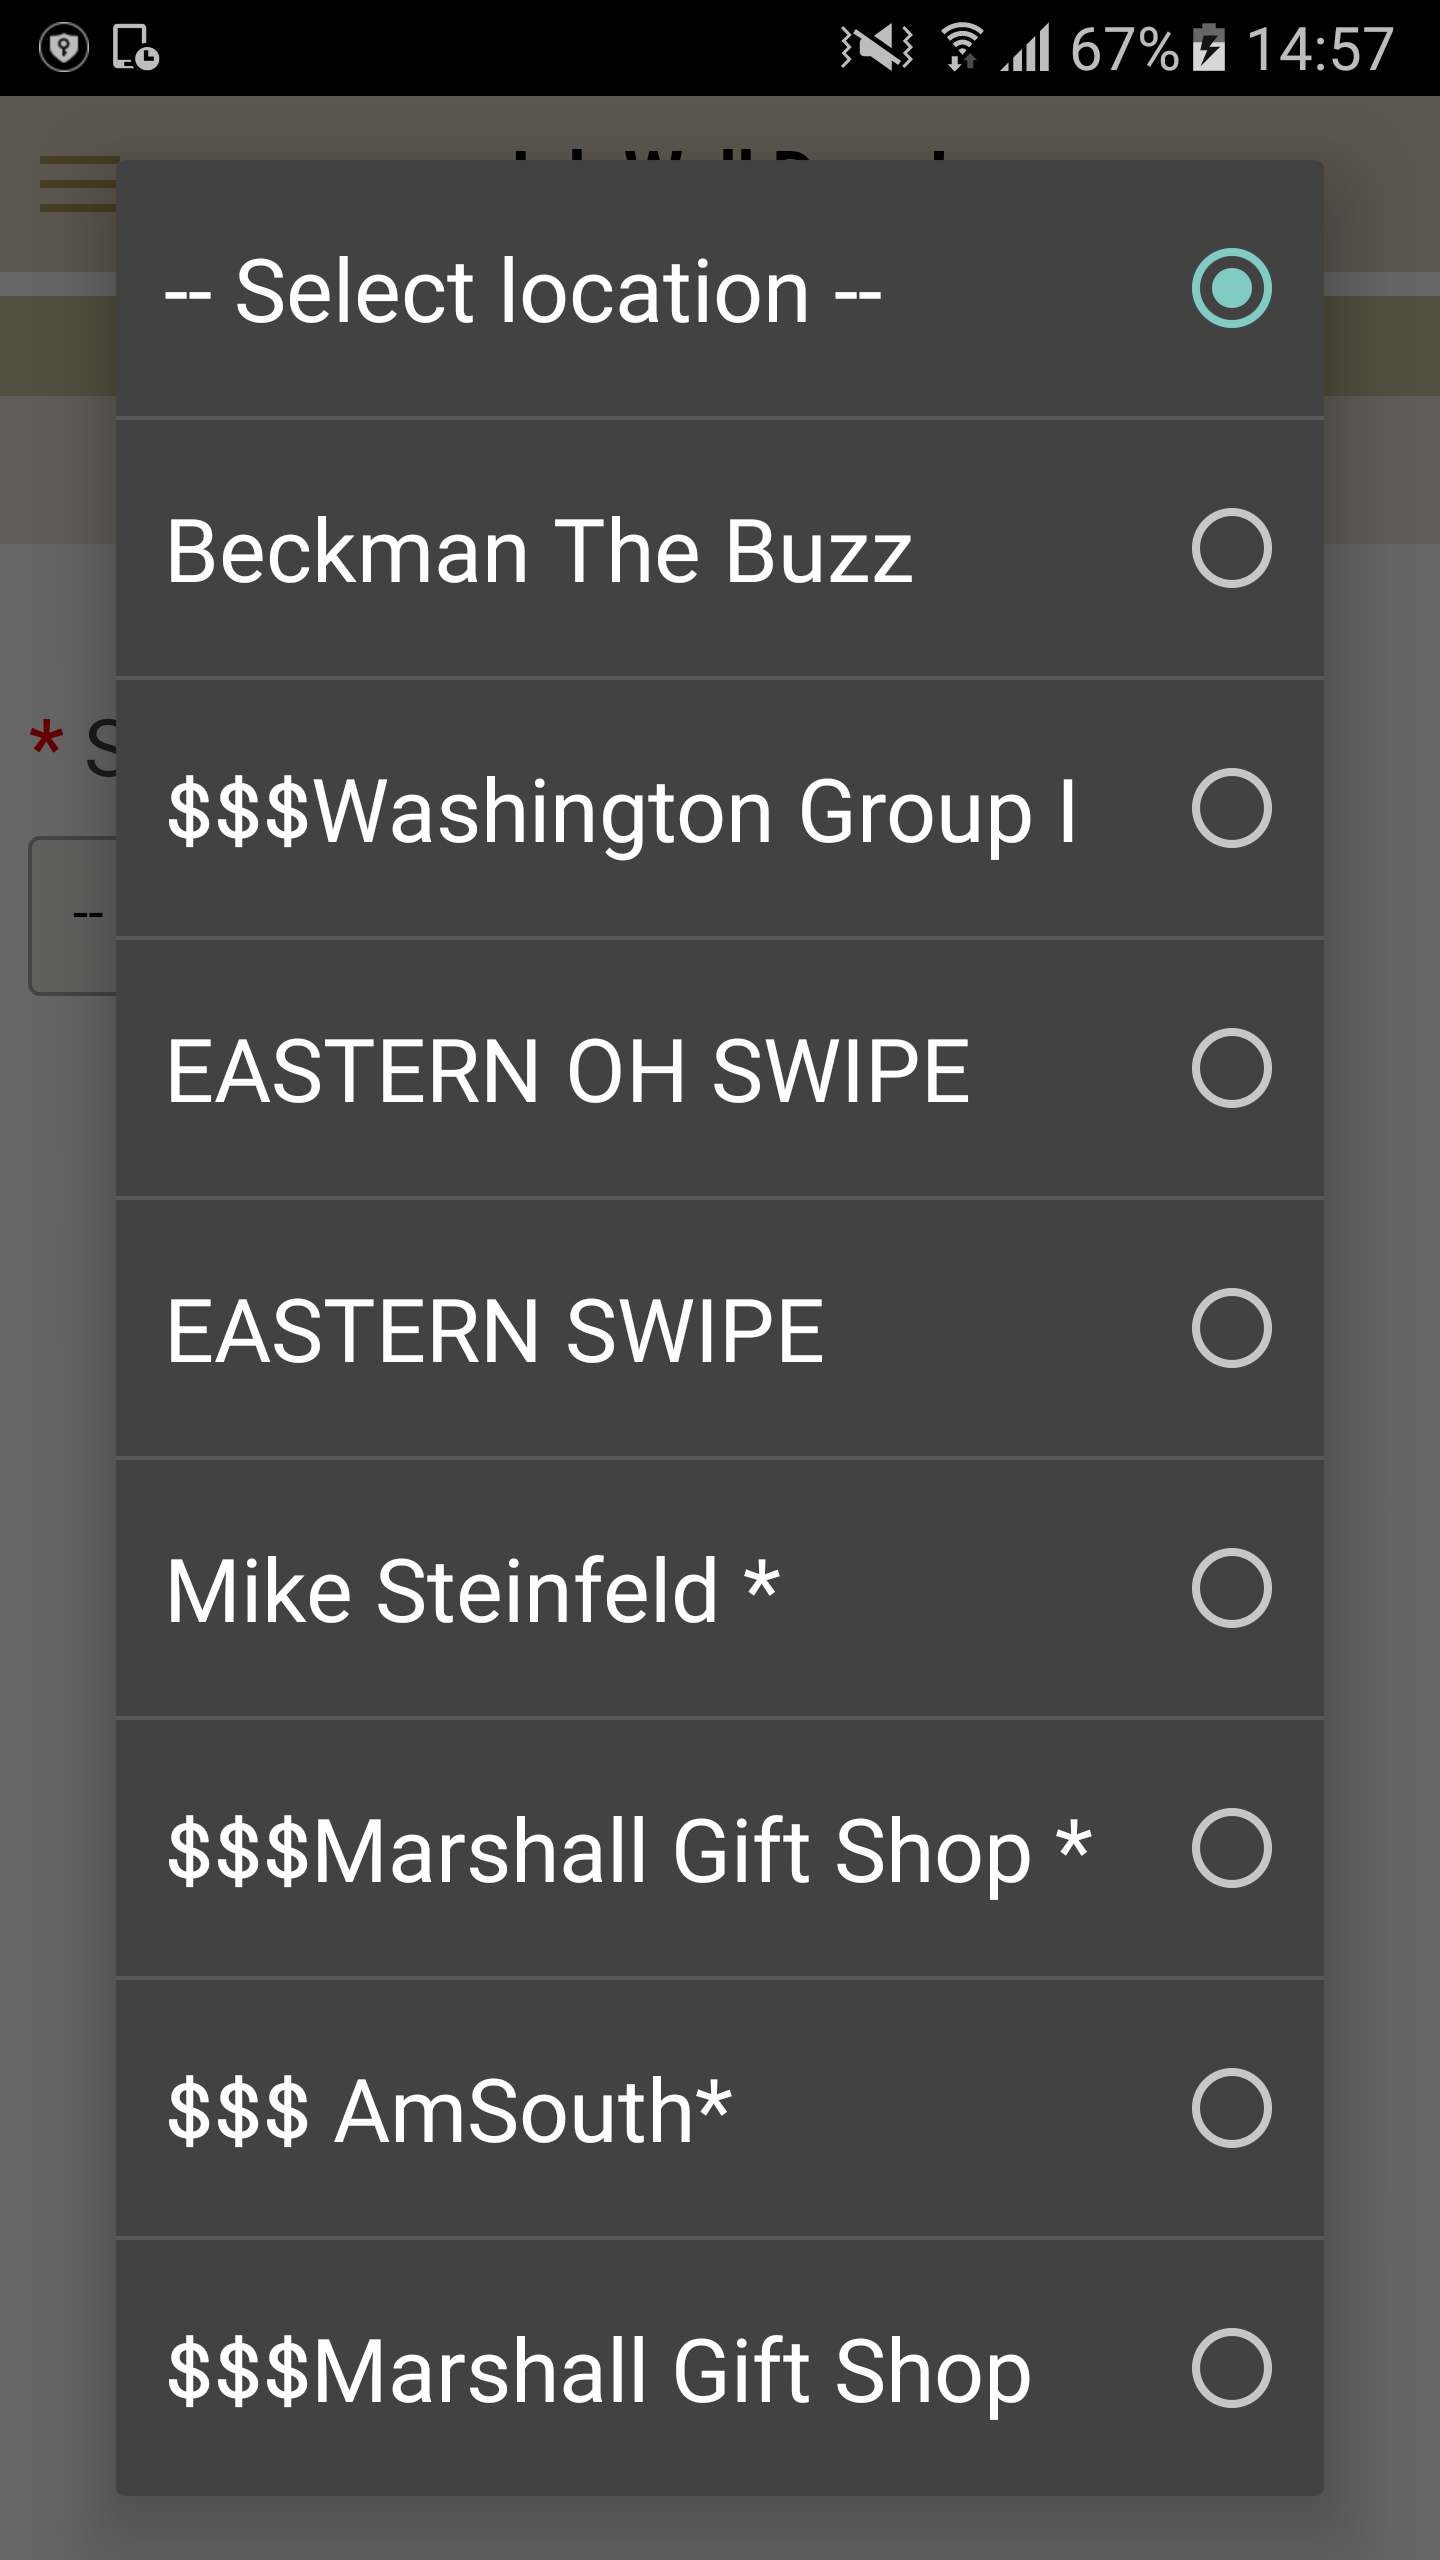 67% 14:57
-- Select location --
Beckman The Buzz
$$$Washington Group I
* S
--
EASTERN OH SWIPE
EASTERN SWIPE
Mike Steinfeld *
$$$Marshall Gift Shop *
$$$ AmSouth*
$$$Marshall Gift Shop